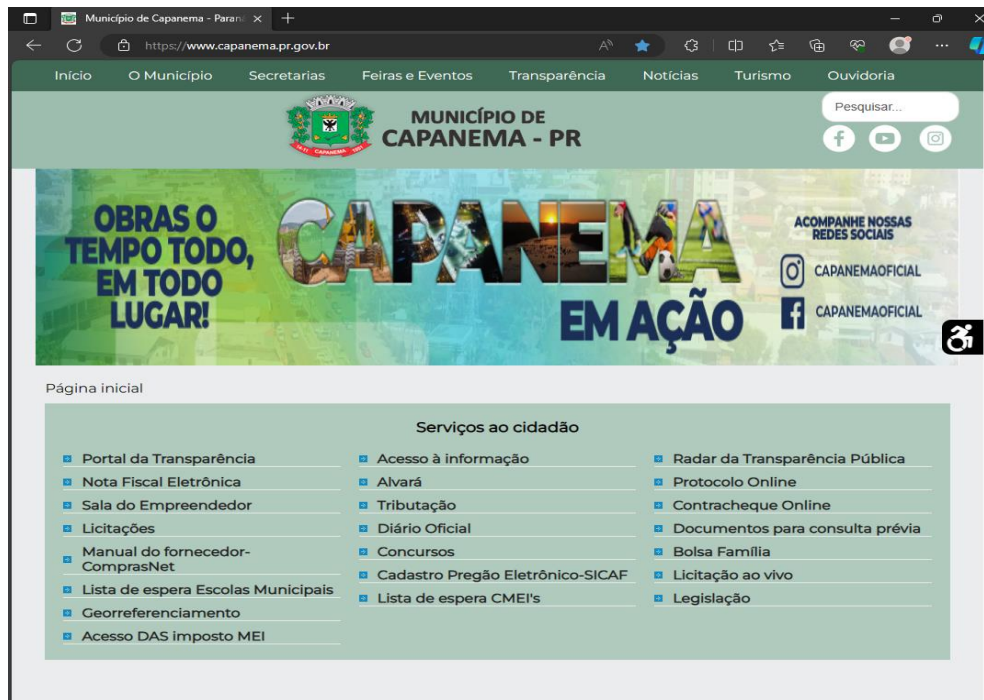 Município de Capanema - Paran
https://www.capanema.pr.gov.br
Início O Município Secretarias Feiras e Eventos Transparência Notícias Turismo Ouvidoria
MUNICÍPIO DE
CAPANEMA - PR
Pesquisar...
CAPANEMA
OBRAS O
TEMPO TODO,
EM TODO
LUGAR!
CAPANEMA
EM AÇÃO
ACOMPANHE NOSSAS
REDES SOCIAIS
CAPANEMAOFICIAL
CAPANEMAOFICIAL
Página inicial
Serviços ao cidadão
Portal da Transparência
Nota Fiscal Eletrônica
Sala do Empreendedor
Licitações
Manual do fornecedor-
ComprasNet
Lista de espera Escolas Municipais
Georreferenciamento
Acesso DAS imposto MEI
Acesso à informação
Alvará
Tributação
Diário Oficial
Concursos
Cadastro Pregão Eletrônico-SICAF
Lista de espera CMEI's
Radar da Transparência Pública
Protocolo Online
Contracheque Online
Documentos para consulta prévia
Bolsa Família
Licitação ao vivo
Legislação